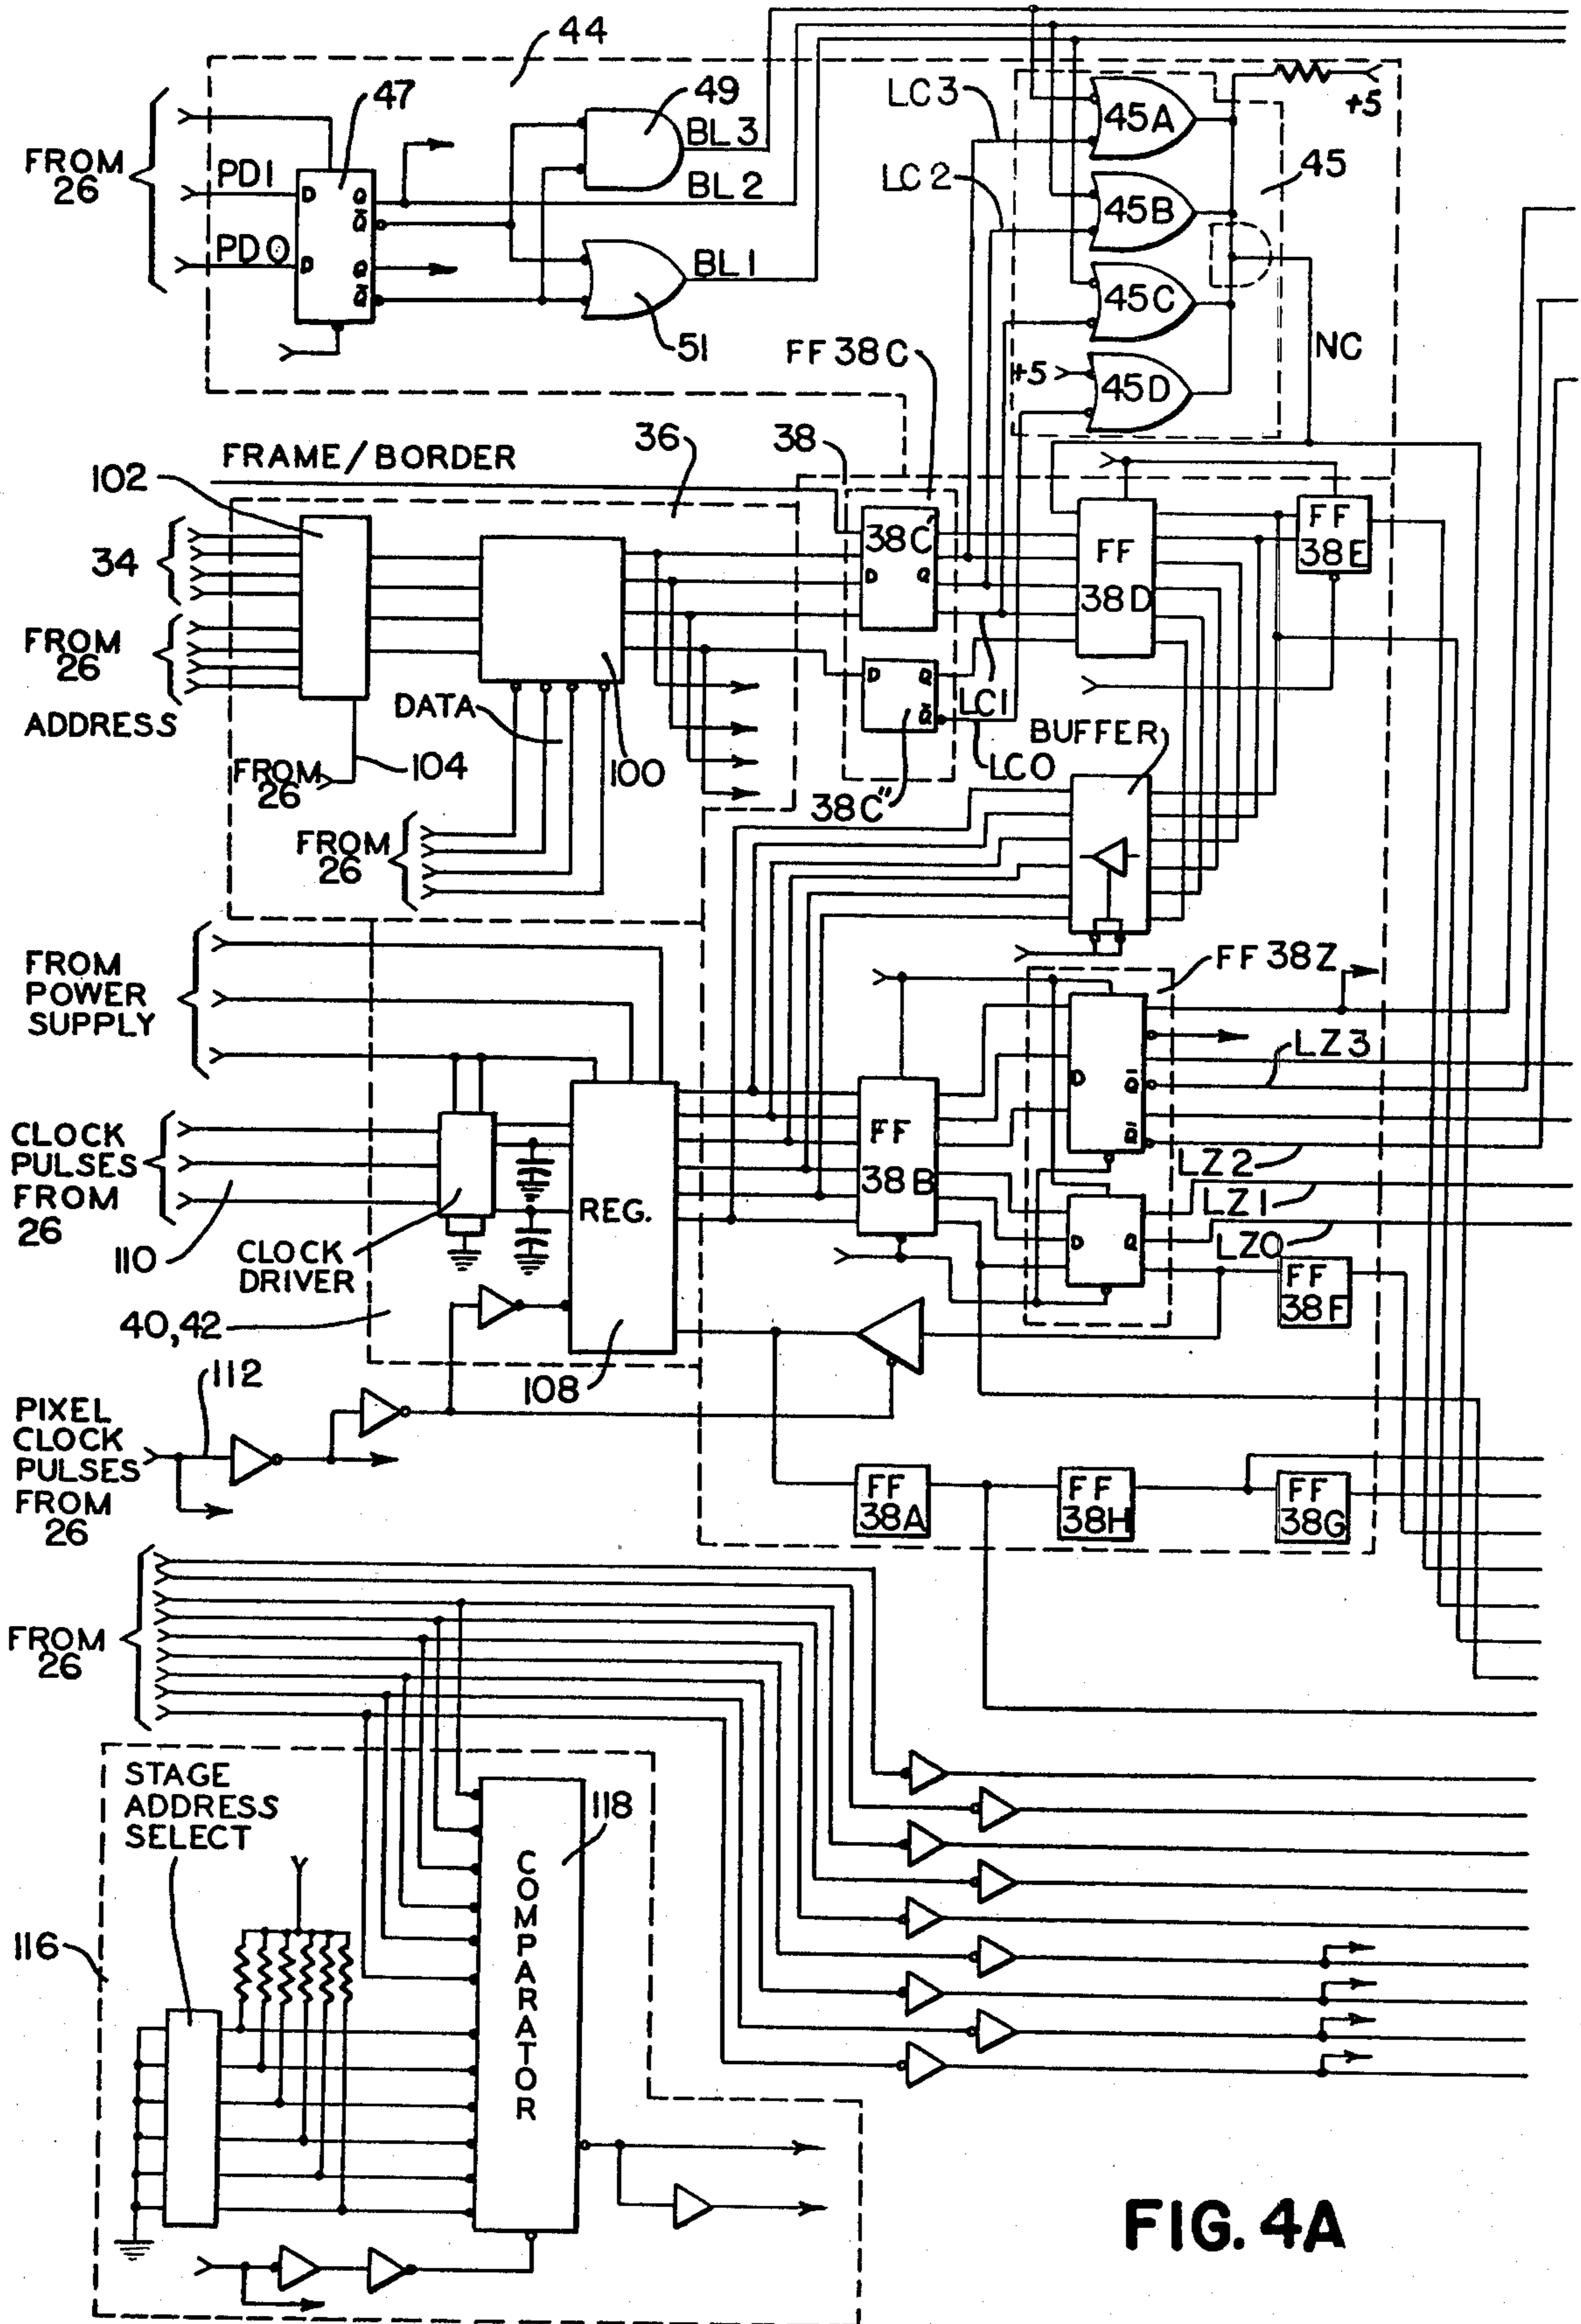 44
47
49
BL3
FROM
26
PD1
D
Q
Q̄
BL2
PD0
D
Q
Q̄
BL1
51
LC3
LC2
45A
45B
45C
45D
+5
+5
45
NC
FF38C
FRAME/BORDER
36
38
102
34
FROM
26
ADDRESS
FROM
26
104
DATA
100
FROM
26
38C'
D
Q
D
Q
Q̄
38C"
LC1
LC0
FF
38D
FF
38E
BUFFER
FROM
POWER
SUPPLY
CLOCK
PULSES
FROM
26
110
CLOCK
DRIVER
40,42
REG.
108
FF
38B
FF38Z
D
Q̄
Q̄
LZ3
LZ2
LZ1
LZ0
D
Q
FF
38F
112
PIXEL
CLOCK
PULSES
FROM
26
FF
38A
FF
38H
FF
38G
FROM
26
STAGE
ADDRESS
SELECT
116
COMPARATOR
118
FIG. 4A